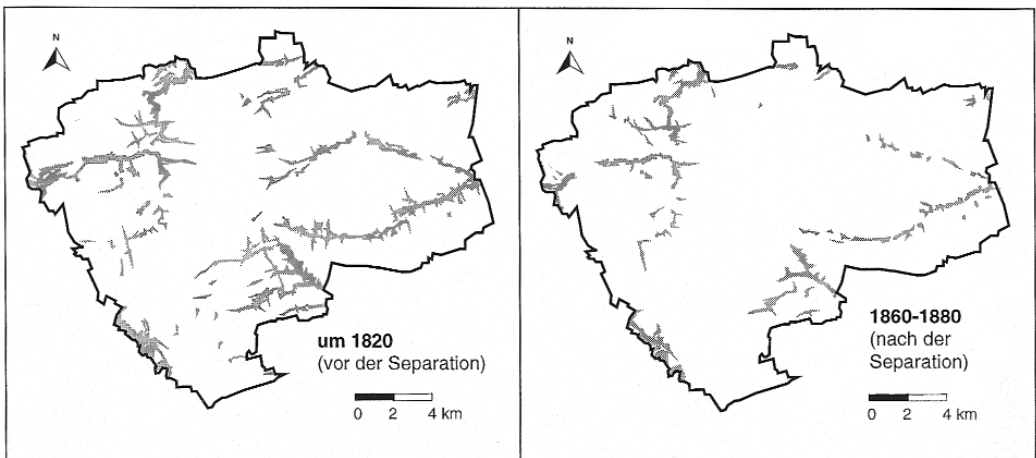 N
um 1820
(vor der Separation)
0 2 4 km
N
1860-1880
(nach der
Separation)
0 2 4 km